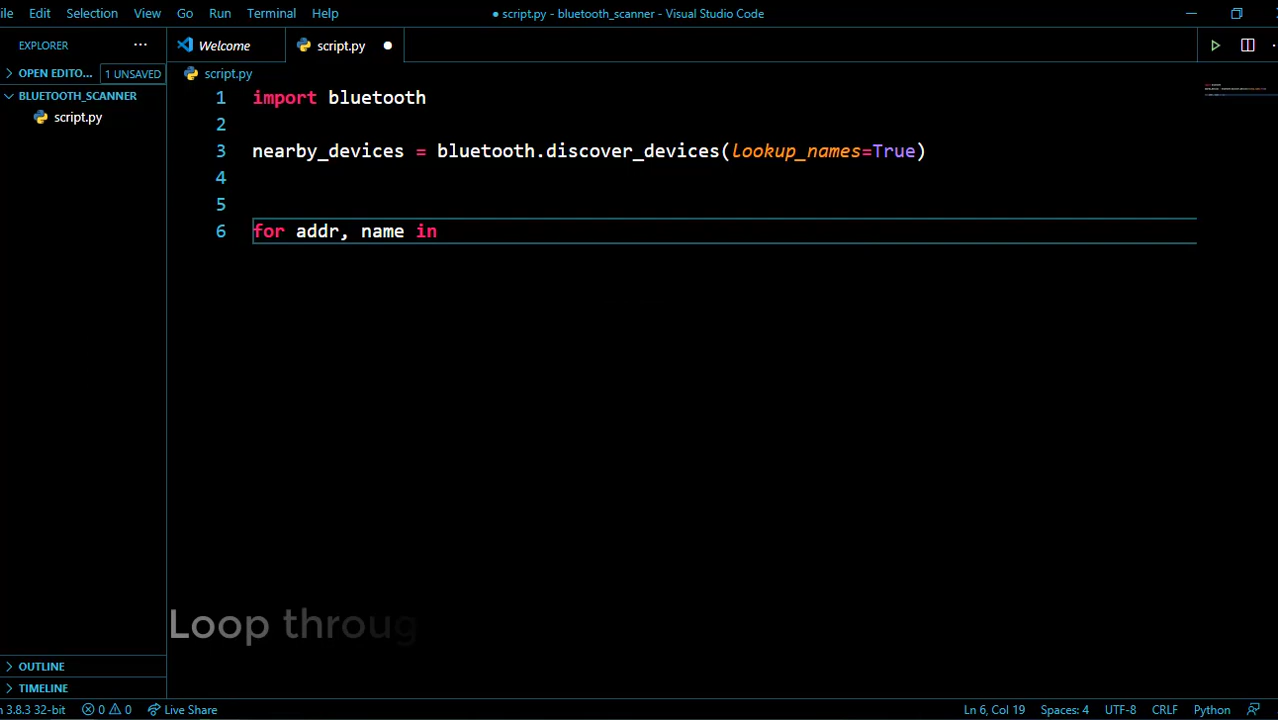 ile Edit Selection View Go Run Terminal Help ● script.py - bluetooth_scanner - Visual Studio Code
EXPLORER ··· Welcome script.py ●
OPEN EDITO... 1 UNSAVED script.py
BLUETOOTH_SCANNER
script.py
1 import bluetooth
2
3 nearby_devices = bluetooth.discover_devices(lookup_names=True)
4
5
6 for addr, name in
Loop throug
OUTLINE
TIMELINE
n 3.8.3 32-bit 0 0 Live Share Ln 6, Col 19 Spaces: 4 UTF-8 CRLF Python